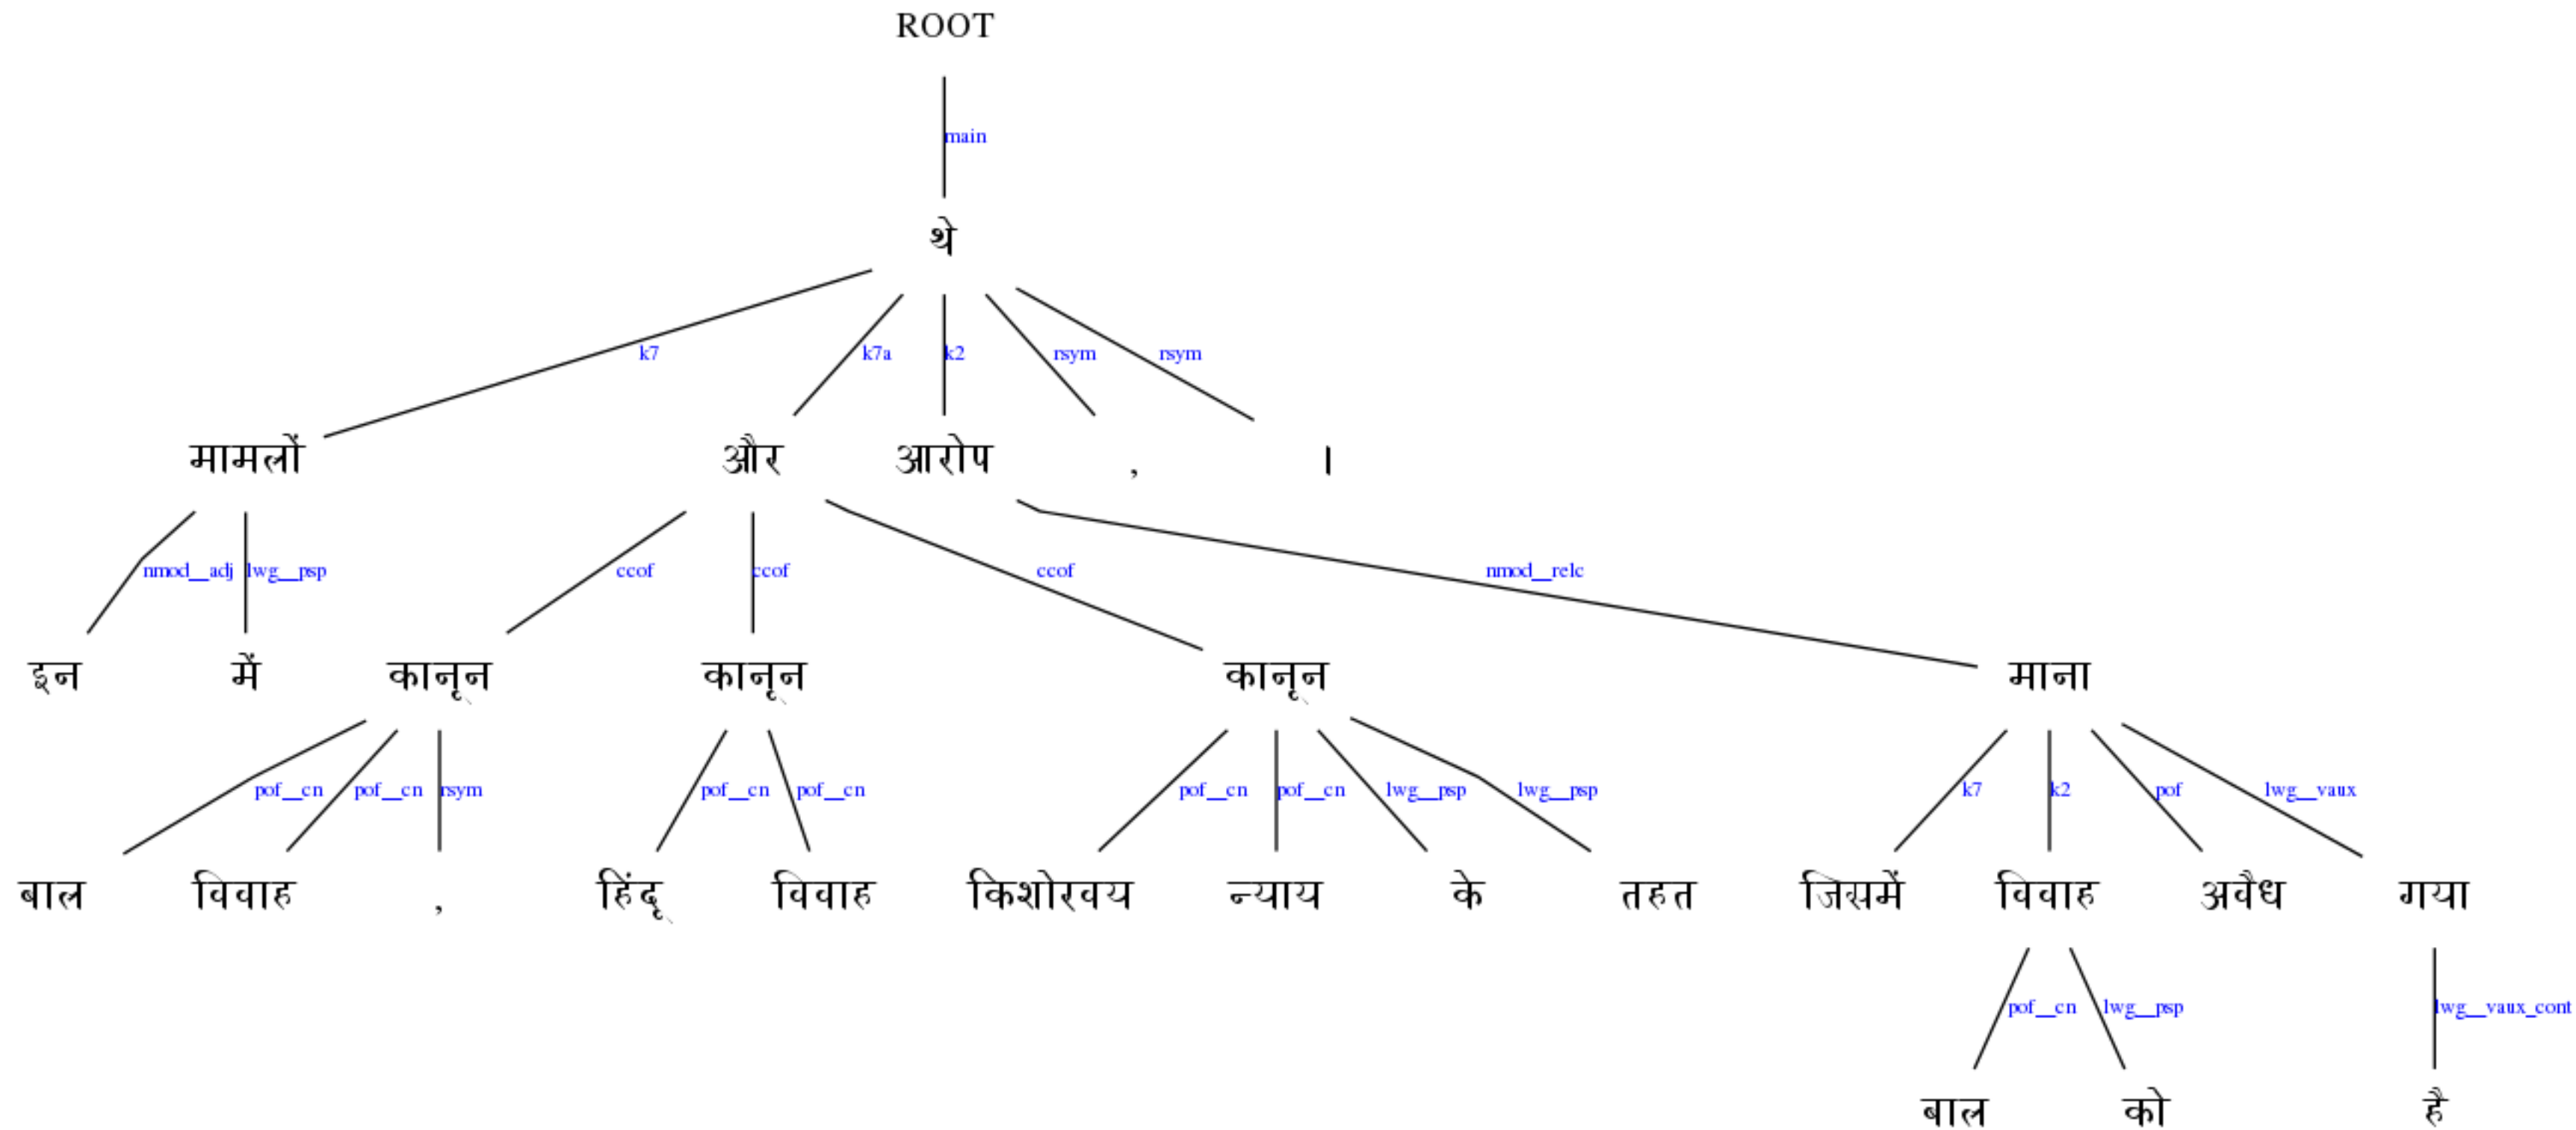 ROOT
main
थे
k7 k7a k2 rsym rsym
मामलों और आरोप , ।
nmod__adj lwg__psp ccof ccof ccof nmod__relc
इन में कानून कानून कानून माना
pof__cn pof__cn rsym pof__cn pof__cn pof__cn pof__cn lwg__psp lwg__psp k7 k2 pof lwg__vaux
बाल विवाह , हिंदू विवाह किशोरवय न्याय के तहत जिसमें विवाह अवैध गया
pof__cn lwg__psp lwg__vaux_cont
बाल को है